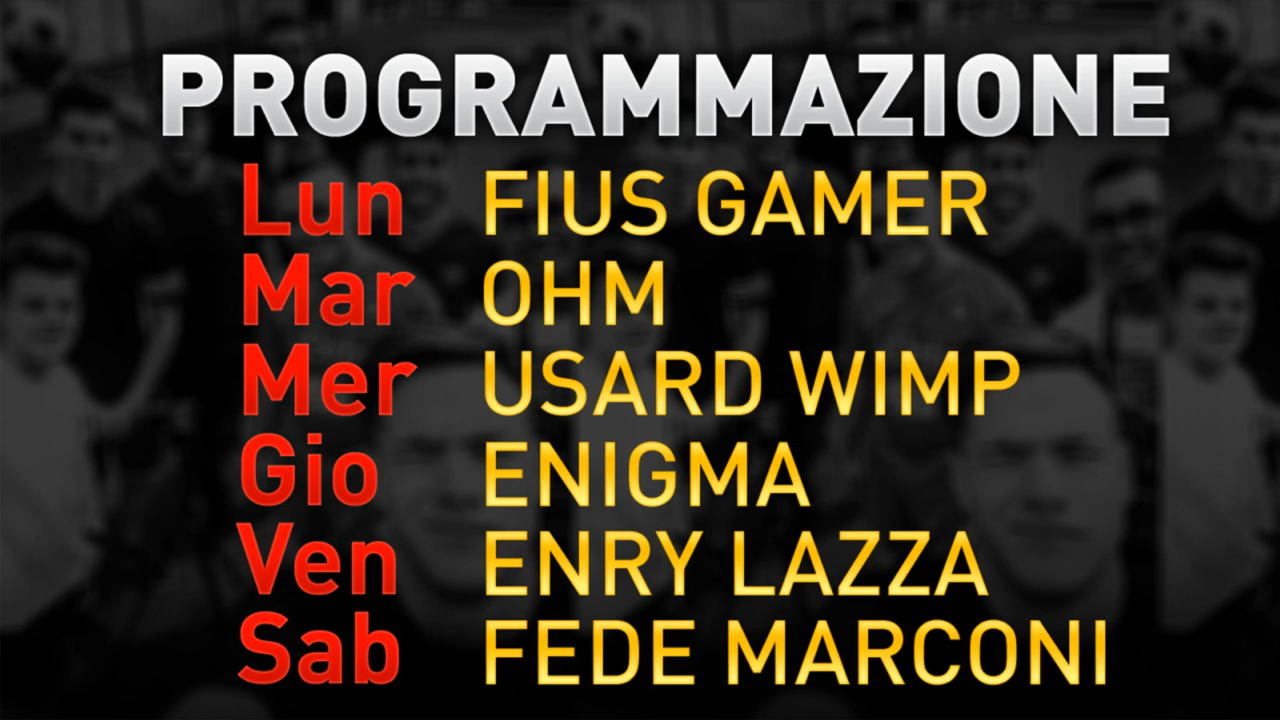 PROGRAMMAZIONE
Lun FIUS GAMER
Mar OHM
Mer USARD WIMP
Gio ENIGMA
Ven ENRY LAZZA
Sab FEDE MARCONI